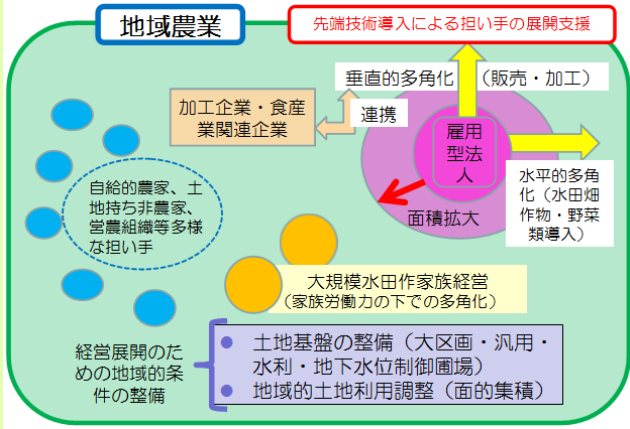 地域農業
先端技術導入による担い手の展開支援
垂直的多角化　（販売・加工）
加工企業・食産
業関連企業
連携
雇用
型法
人
水平的多角
化（水田畑
作物・野菜
類導入）
面積拡大
自給的農家、土
地持ち非農家、
営農組織等多様
な担い手
大規模水田作家族経営
（家族労働力の下での多角化）
経営展開のた
めの地域的条
件の整備
● 土地基盤の整備（大区画・汎用・
水利・地下水位制御圃場）
● 地域的土地利用調整（面的集積）